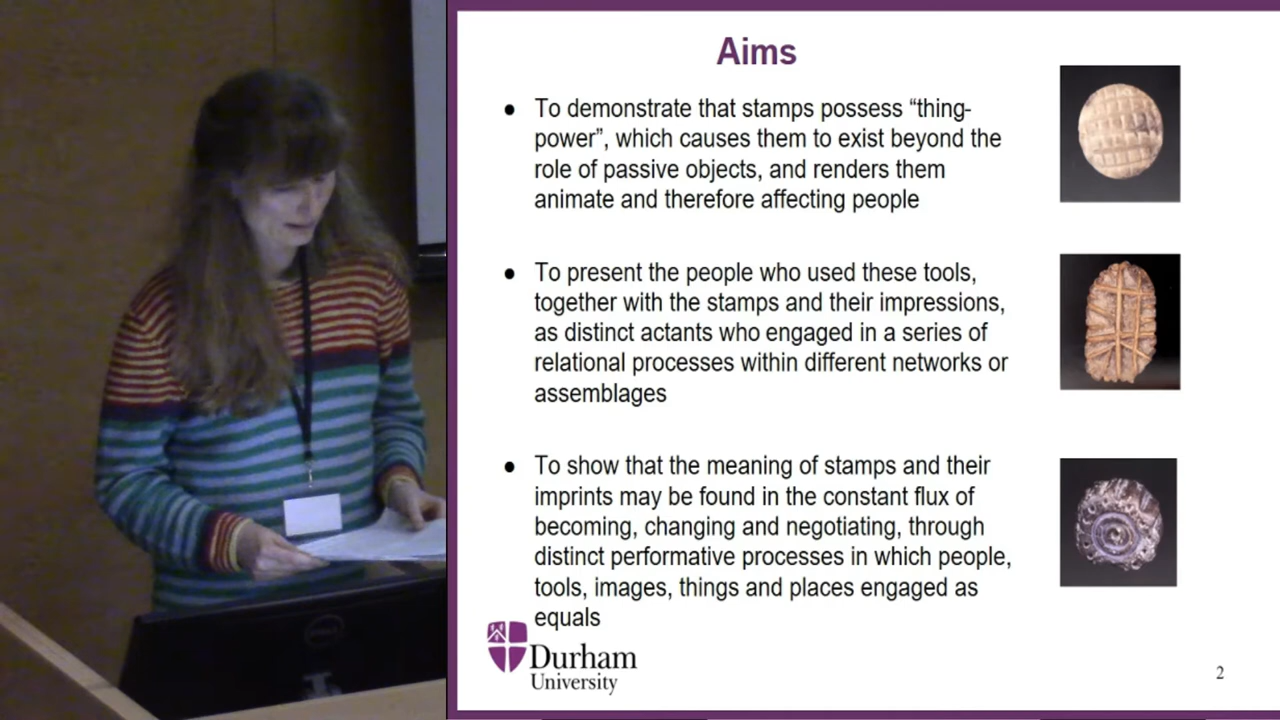 Aims
● To demonstrate that stamps possess “thing-
power”, which causes them to exist beyond the
role of passive objects, and renders them
animate and therefore affecting people
● To present the people who used these tools,
together with the stamps and their impressions,
as distinct actants who engaged in a series of
relational processes within different networks or
assemblages
● To show that the meaning of stamps and their
imprints may be found in the constant flux of
becoming, changing and negotiating, through
distinct performative processes in which people,
tools, images, things and places engaged as
equals
Durham
University
2
DELL